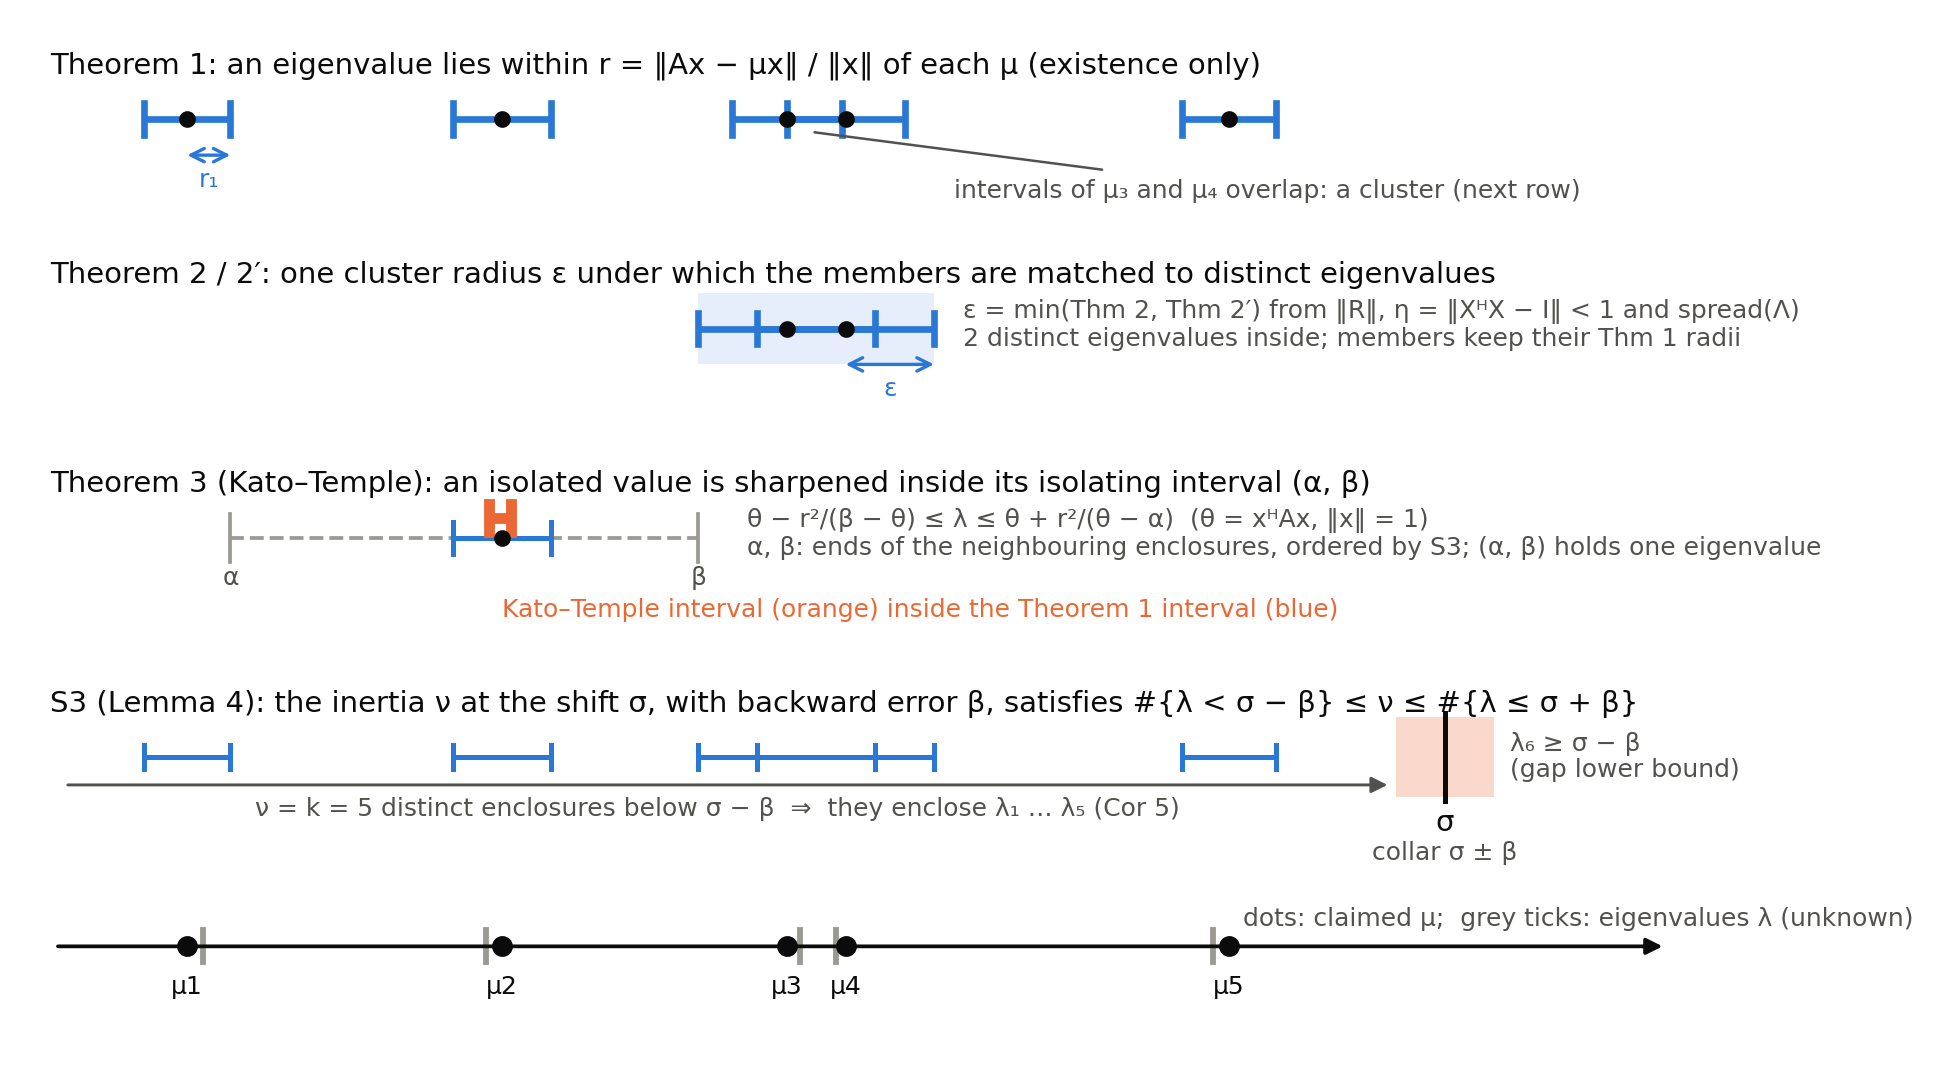 Theorem 1: an eigenvalue lies within r = ‖Ax − μx‖ / ‖x‖ of each μ (existence only)
r₁
intervals of μ₃ and μ₄ overlap: a cluster (next row)
Theorem 2 / 2′: one cluster radius ε under which the members are matched to distinct eigenvalues
ε = min(Thm 2, Thm 2′) from ‖R‖, η = ‖XᴴX − I‖ < 1 and spread(Λ)
2 distinct eigenvalues inside; members keep their Thm 1 radii
ε
Theorem 3 (Kato–Temple): an isolated value is sharpened inside its isolating interval (α, β)
θ − r²/(β − θ) ≤ λ ≤ θ + r²/(θ − α)  (θ = xᴴAx, ‖x‖ = 1)
α, β: ends of the neighbouring enclosures, ordered by S3; (α, β) holds one eigenvalue
α
β
Kato–Temple interval (orange) inside the Theorem 1 interval (blue)
S3 (Lemma 4): the inertia ν at the shift σ, with backward error β, satisfies #{λ < σ − β} ≤ ν ≤ #{λ ≤ σ + β}
λ₆ ≥ σ − β
(gap lower bound)
ν = k = 5 distinct enclosures below σ − β  ⇒  they enclose λ₁ … λ₅ (Cor 5)
σ
collar σ ± β
dots: claimed μ;  grey ticks: eigenvalues λ (unknown)
μ1
μ2
μ3
μ4
μ5